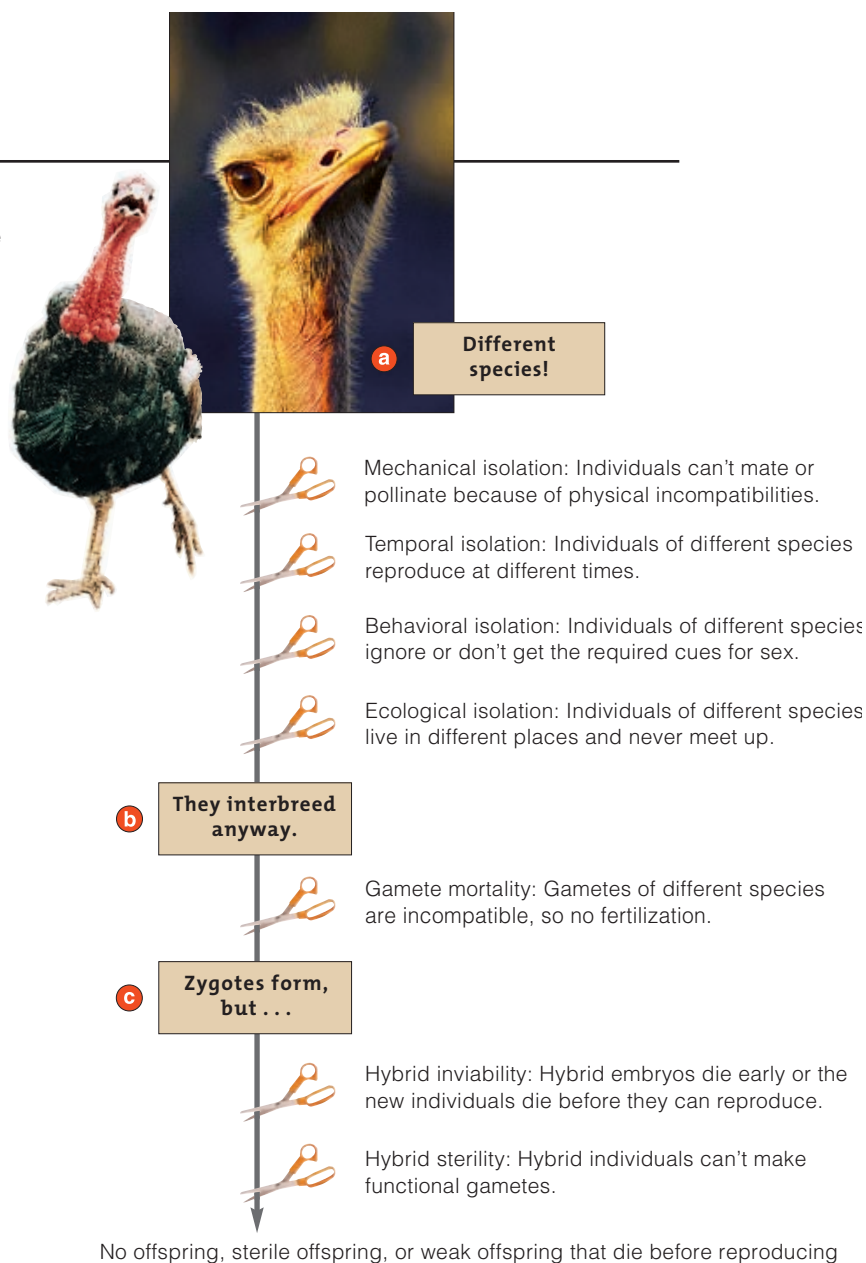 a
Different
species!
Mechanical isolation: Individuals can’t mate or
pollinate because of physical incompatibilities.
Temporal isolation: Individuals of different species
reproduce at different times.
Behavioral isolation: Individuals of different species
ignore or don’t get the required cues for sex.
Ecological isolation: Individuals of different species
live in different places and never meet up.
b
They interbreed
anyway.
Gamete mortality: Gametes of different species
are incompatible, so no fertilization.
c
Zygotes form,
but . . .
Hybrid inviability: Hybrid embryos die early or the
new individuals die before they can reproduce.
Hybrid sterility: Hybrid individuals can’t make
functional gametes.
No offspring, sterile offspring, or weak offspring that die before reproducing